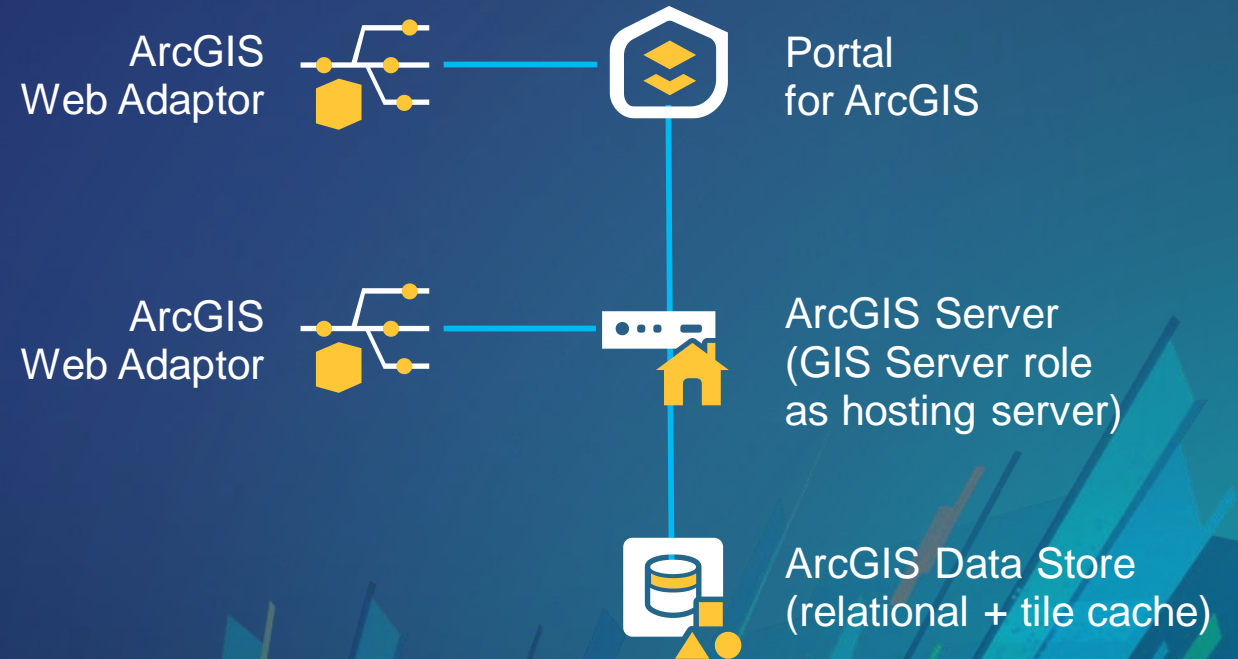 ArcGIS
Web Adaptor
Portal
for ArcGIS
ArcGIS
Web Adaptor
ArcGIS Server
(GIS Server role
as hosting server)
ArcGIS Data Store
(relational + tile cache)